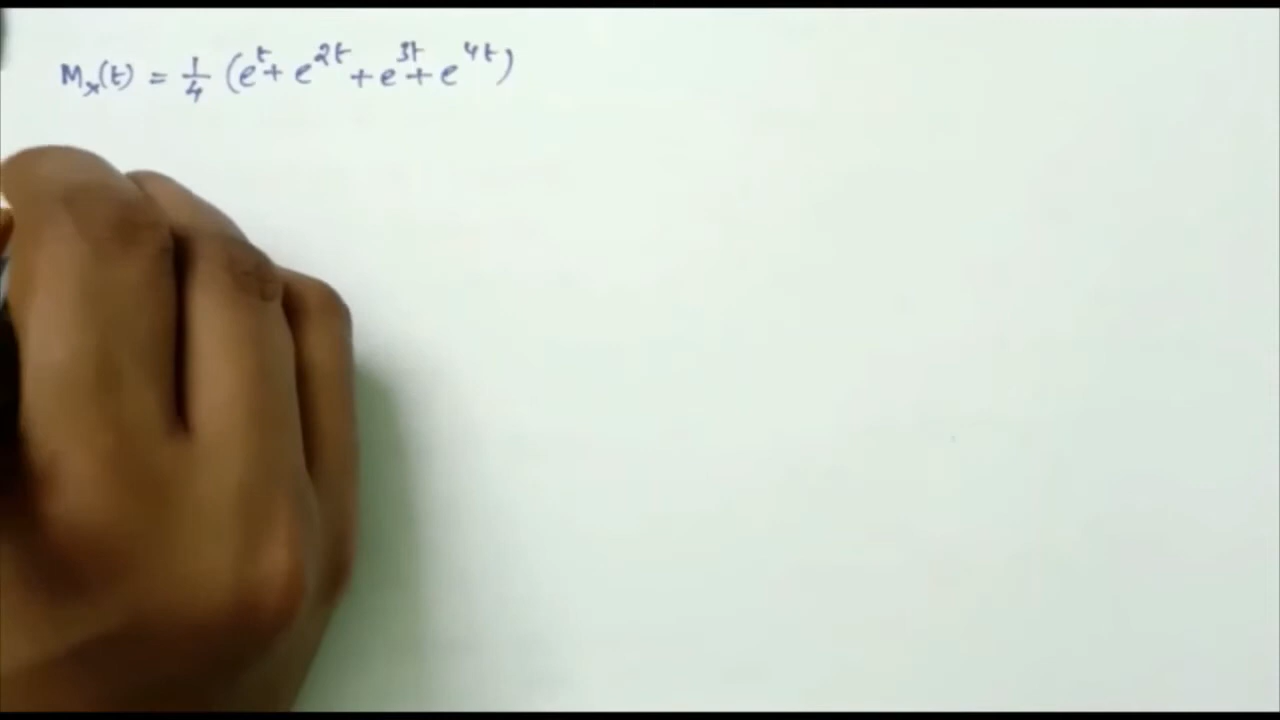 Mₓ(t) = 1/4 (e^t + e^2t + e^3t + e^4t)